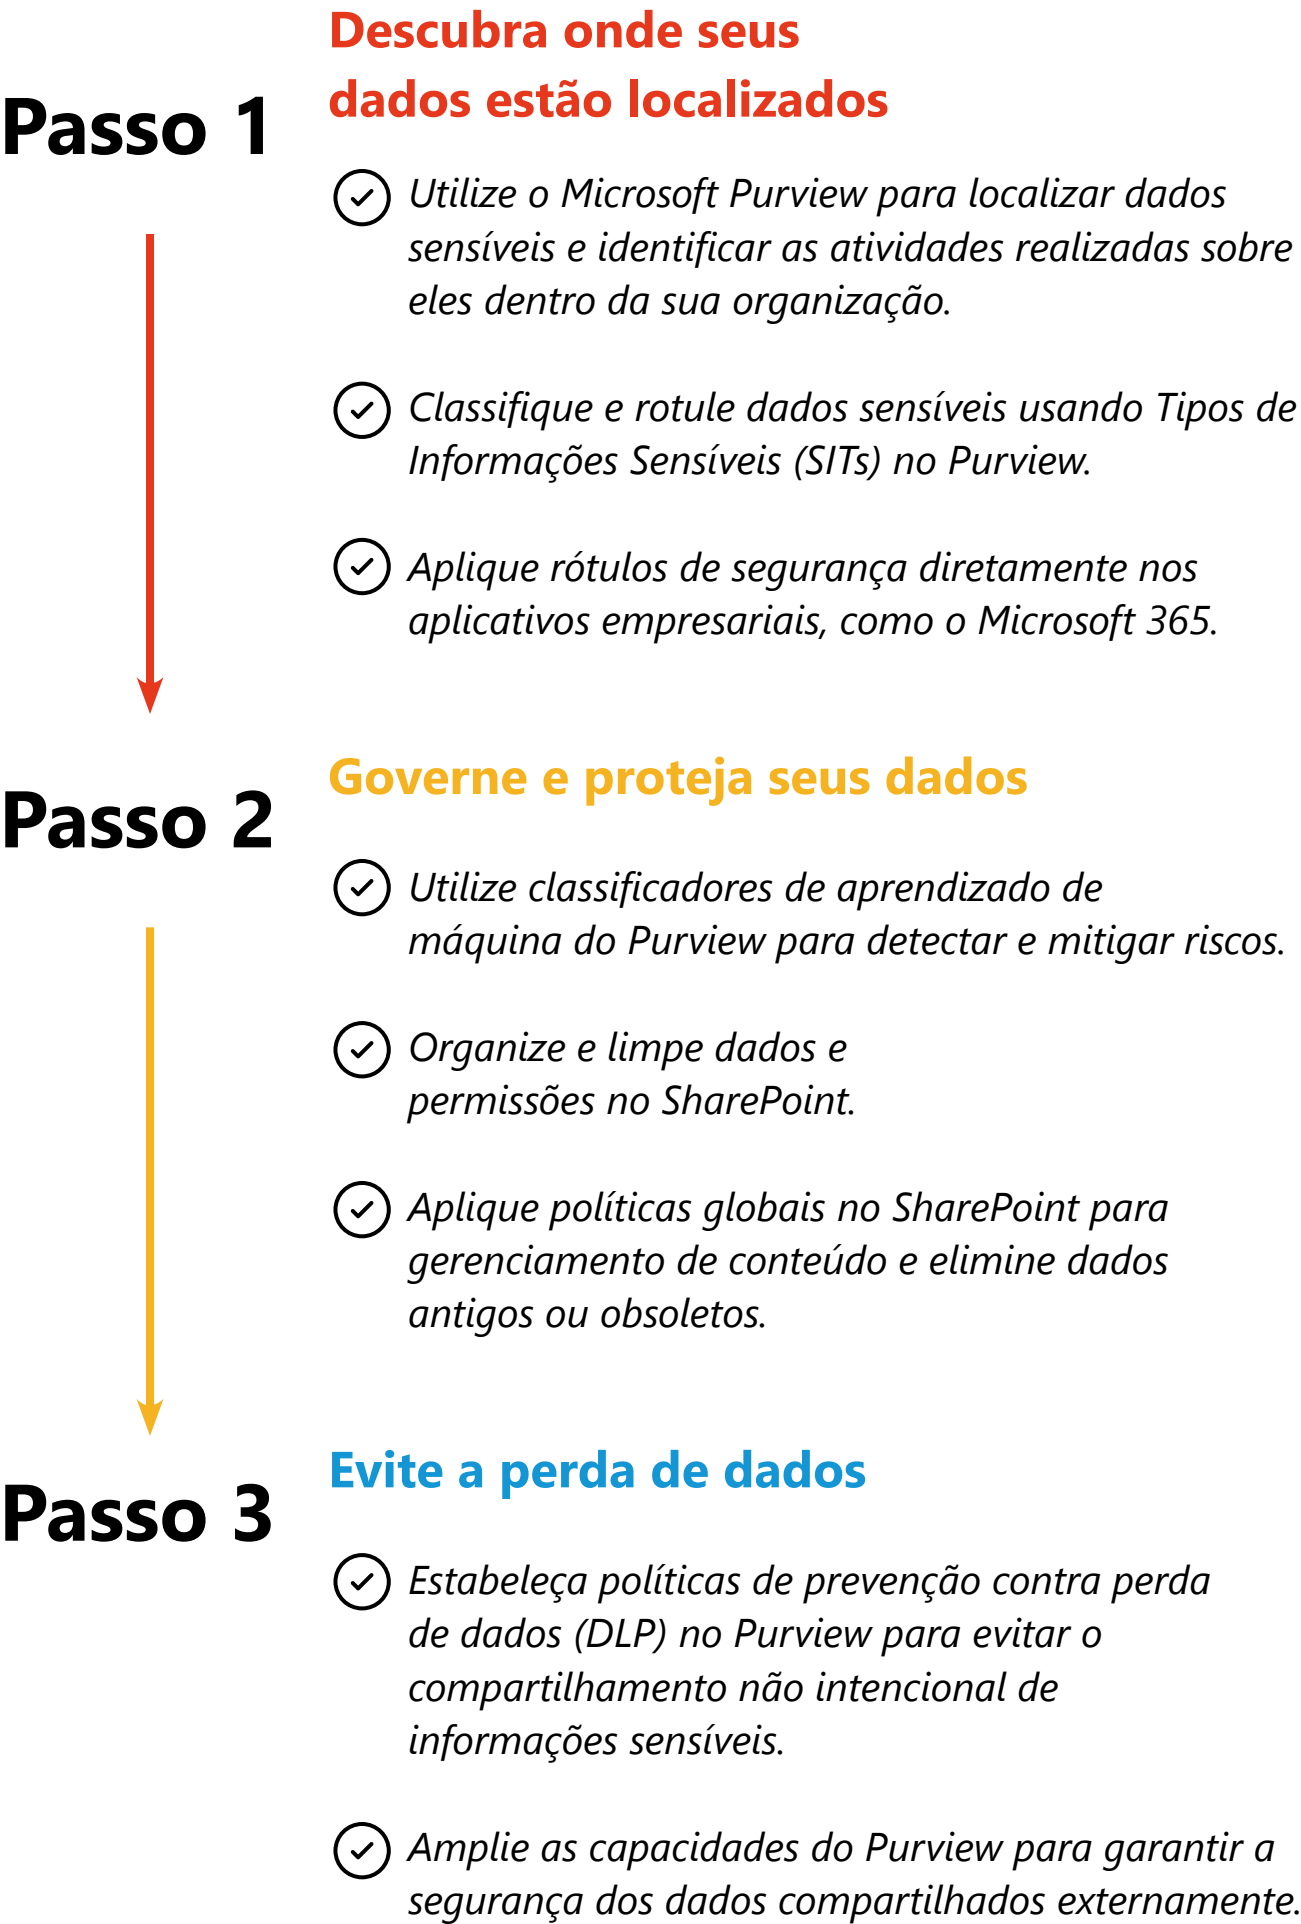 Passo 1
Descubra onde seus
dados estão localizados
Utilize o Microsoft Purview para localizar dados
sensíveis e identificar as atividades realizadas sobre
eles dentro da sua organização.
Classifique e rotule dados sensíveis usando Tipos de
Informações Sensíveis (SITs) no Purview.
Aplique rótulos de segurança diretamente nos
aplicativos empresariais, como o Microsoft 365.
Passo 2
Governe e proteja seus dados
Utilize classificadores de aprendizado de
máquina do Purview para detectar e mitigar riscos.
Organize e limpe dados e
permissões no SharePoint.
Aplique políticas globais no SharePoint para
gerenciamento de conteúdo e elimine dados
antigos ou obsoletos.
Passo 3
Evite a perda de dados
Estabeleça políticas de prevenção contra perda
de dados (DLP) no Purview para evitar o
compartilhamento não intencional de
informações sensíveis.
Amplie as capacidades do Purview para garantir a
segurança dos dados compartilhados externamente.